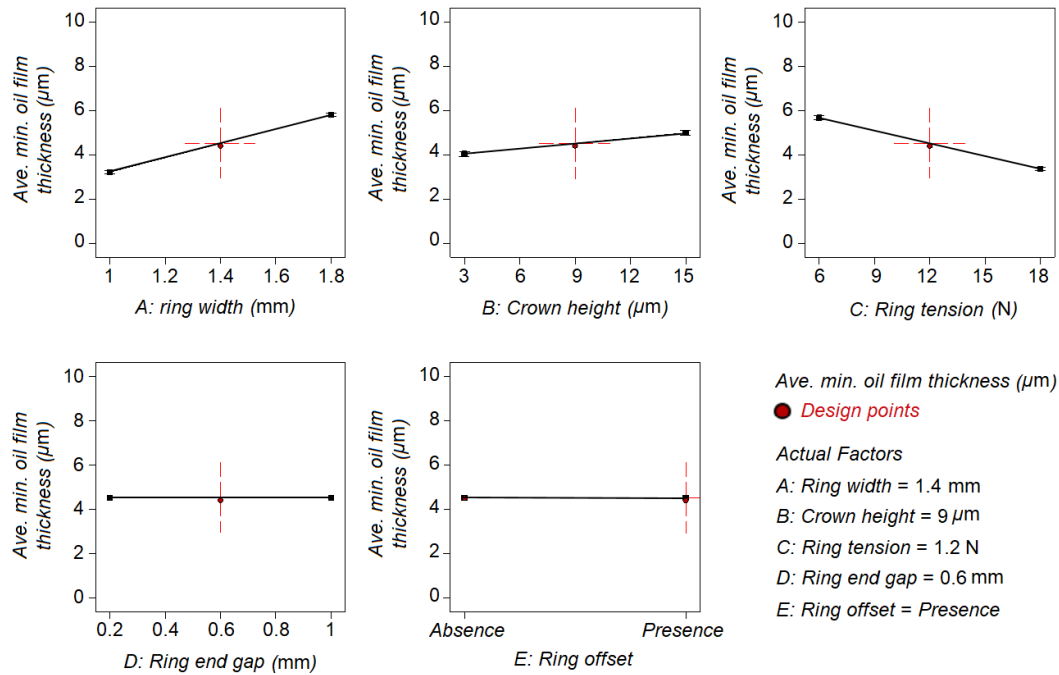 Ave. min. oil film
thickness (µm)
10
8
6
4
2
0
1
1.2
1.4
1.6
1.8
A: ring width (mm)
Ave. min. oil film
thickness (µm)
10
8
6
4
2
0
3
6
9
12
15
B: Crown height (µm)
Ave. min. oil film
thickness (µm)
10
8
6
4
2
0
6
9
12
15
18
C: Ring tension (N)
Ave. min. oil film
thickness (µm)
10
8
6
4
2
0
0.2
0.4
0.6
0.8
1
D: Ring end gap (mm)
Ave. min. oil film
thickness (µm)
10
8
6
4
2
0
Absence
Presence
E: Ring offset
Ave. min. oil film thickness (µm)
Design points
Actual Factors
A: Ring width = 1.4 mm
B: Crown height = 9 µm
C: Ring tension = 1.2 N
D: Ring end gap = 0.6 mm
E: Ring offset = Presence